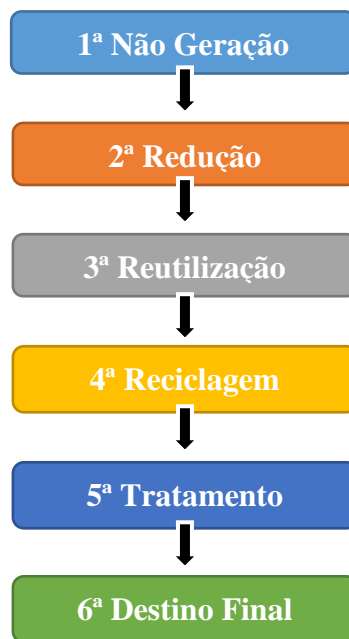 1ª Não Geração
2ª Redução
3ª Reutilização
4ª Reciclagem
5ª Tratamento
6ª Destino Final